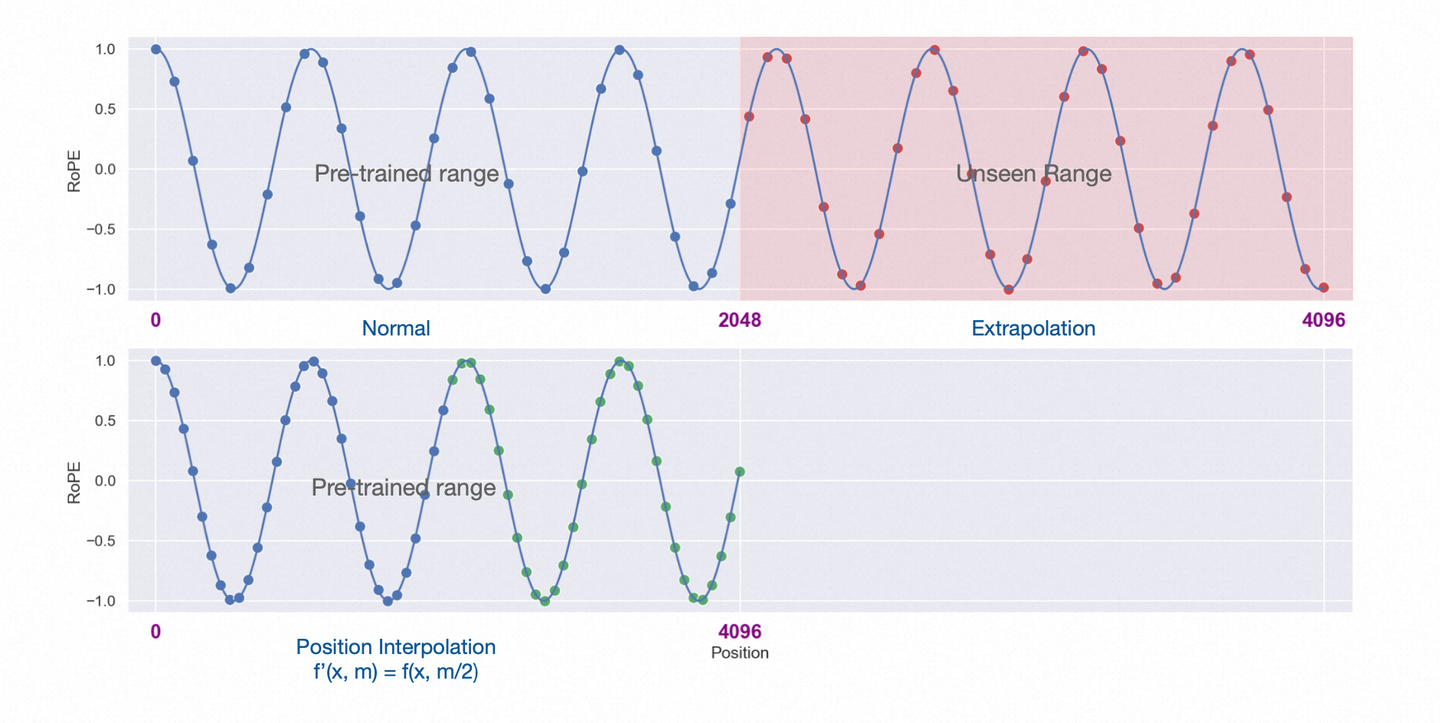 1.0
0.5
0.0
−0.5
−1.0
RoPE
Pre-trained range
Unseen Range
0
2048
4096
Normal
Extrapolation
1.0
0.5
0.0
−0.5
−1.0
RoPE
Pre-trained range
0
4096
Position
Position Interpolation
f’(x, m) = f(x, m/2)